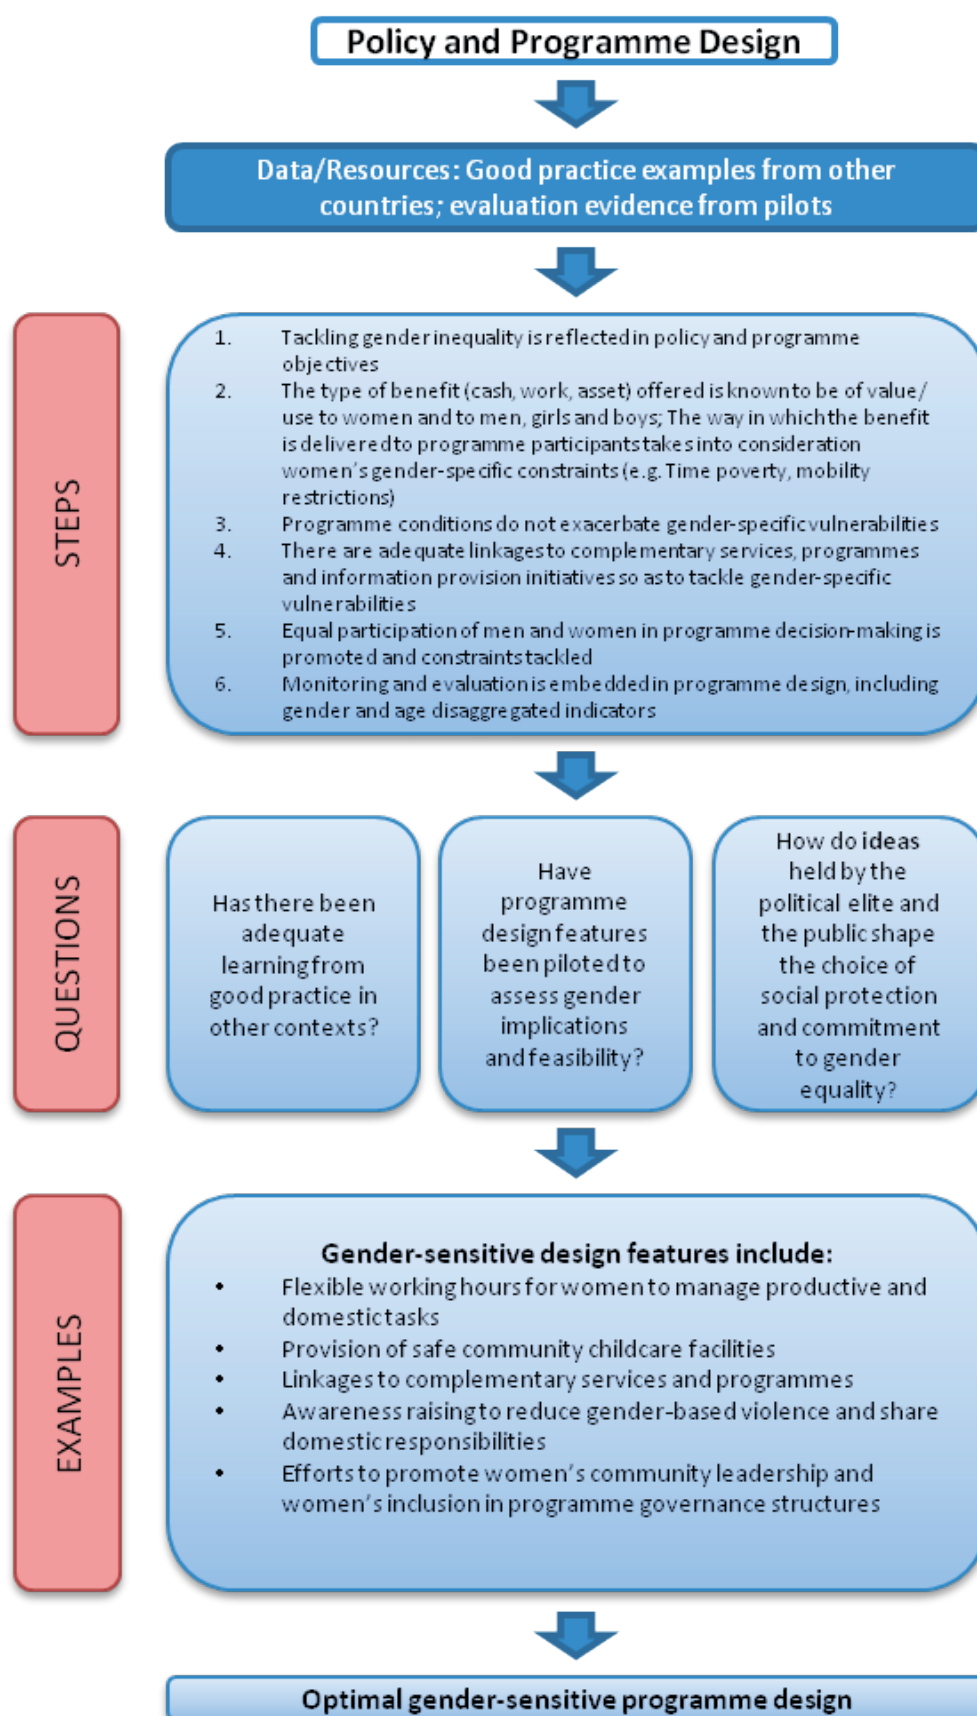 Policy and Programme Design
Data/Resources: Good practice examples from other
countries; evaluation evidence from pilots
STEPS
1. Tackling gender inequality is reflected in policy and programme
objectives
2. The type of benefit (cash, work, asset) offered is known to be of value/
use to women and to men, girls and boys; The way in which the benefit
is delivered to programme participants takes into consideration
women's gender-specific constraints (e.g. Time poverty, mobility
restrictions)
3. Programme conditions do not exacerbate gender-specific vulnerabilities
4. There are adequate linkages to complementary services, programmes
and information provision initiatives so as to tackle gender-specific
vulnerabilities
5. Equal participation of men and women in programme decision-making is
promoted and constraints tackled
6. Monitoring and evaluation is embedded in programme design, including
gender and age disaggregated indicators
QUESTIONS
Has there been
adequate
learning from
good practice in
other contexts?
Have
programme
design features
been piloted to
assess gender
implications
and feasibility?
How do ideas
held by the
political elite and
the public shape
the choice of
social protection
and commitment
to gender
equality?
EXAMPLES
Gender-sensitive design features include:
• Flexible working hours for women to manage productive and
domestic tasks
• Provision of safe community childcare facilities
• Linkages to complementary services and programmes
• Awareness raising to reduce gender-based violence and share
domestic responsibilities
• Efforts to promote women's community leadership and
women's inclusion in programme governance structures
Optimal gender-sensitive programme design